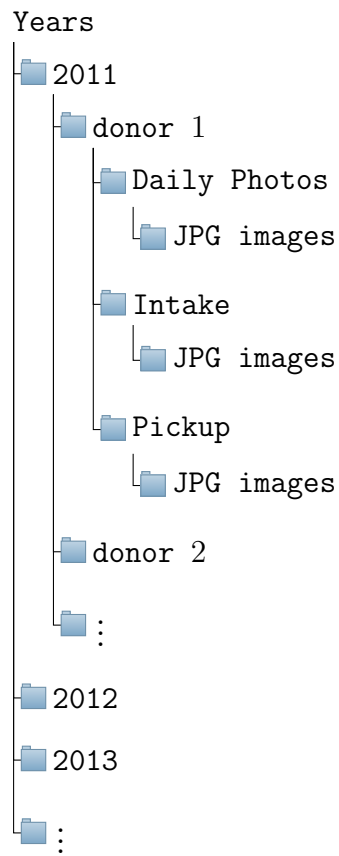 Years
2011
donor 1
Daily Photos
JPG images
Intake
JPG images
Pickup
JPG images
donor 2
⋮
2012
2013
⋮